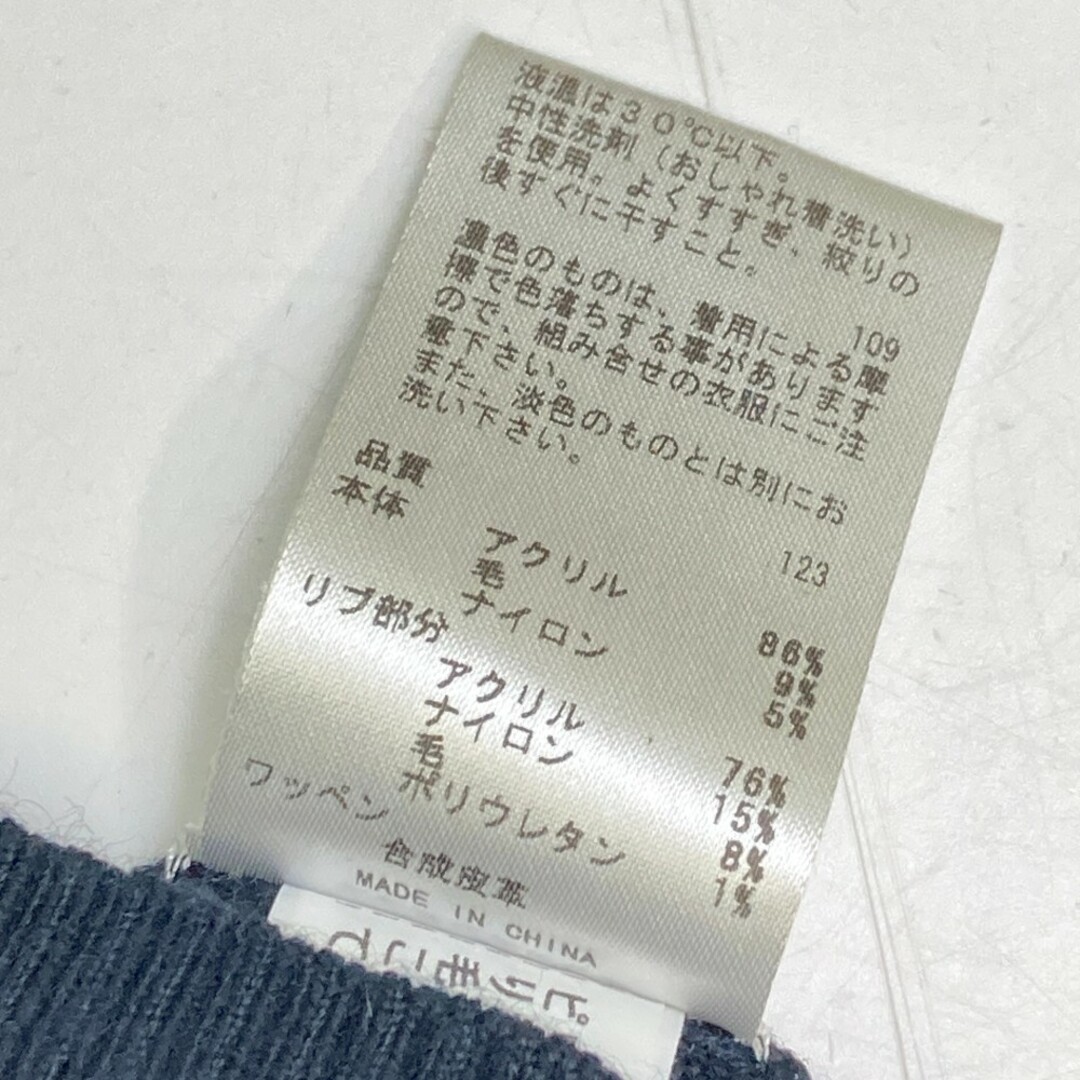 液温は30℃以下。
中性洗剤（おしゃれ着洗い）
を使用。よくすすぎ、絞りの
後すぐに干すこと。
109
濃色のものは、着用による摩
擦で色落ちする事があります
ので、組み合せの衣服にご注
意下さい。
また、淡色のものとは別にお
洗い下さい。
123
品質
本体
アクリル 86%
毛 9%
ナイロン 5%
リブ部分
アクリル 76%
ナイロン 15%
毛 8%
ポリウレタン 1%
ワッペン
合成皮革
MADE IN CHINA